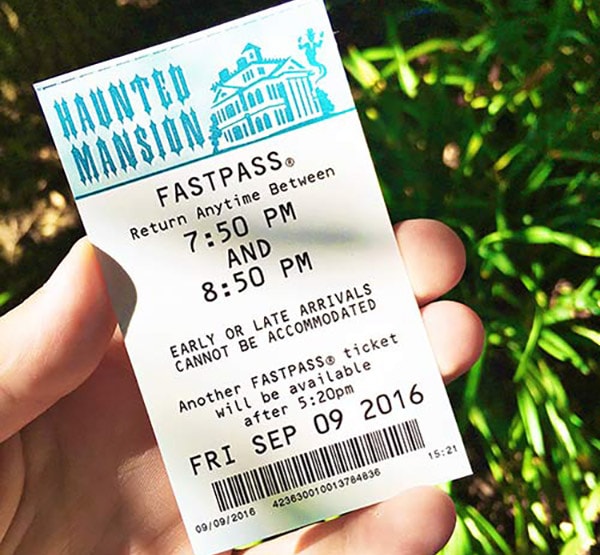 HAUNTED
MANSION
FASTPASS®
Return Anytime Between
7:50 PM
AND
8:50 PM
EARLY OR LATE ARRIVALS
CANNOT BE ACCOMMODATED
Another FASTPASS® ticket
will be available
after 5:20pm
FRI SEP 09 2016
09/09/2016 423630010013784836 15:21